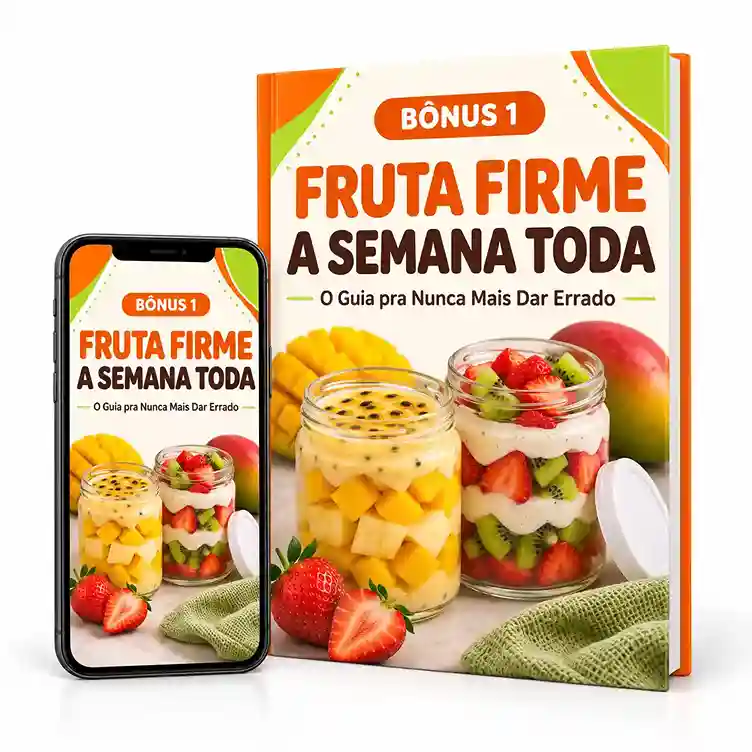 BÔNUS 1
FRUTA FIRME
A SEMANA TODA
O Guia pra Nunca Mais Dar Errado
BÔNUS 1
FRUTA FIRME
A SEMANA TODA
O Guia pra Nunca Mais Dar Errado